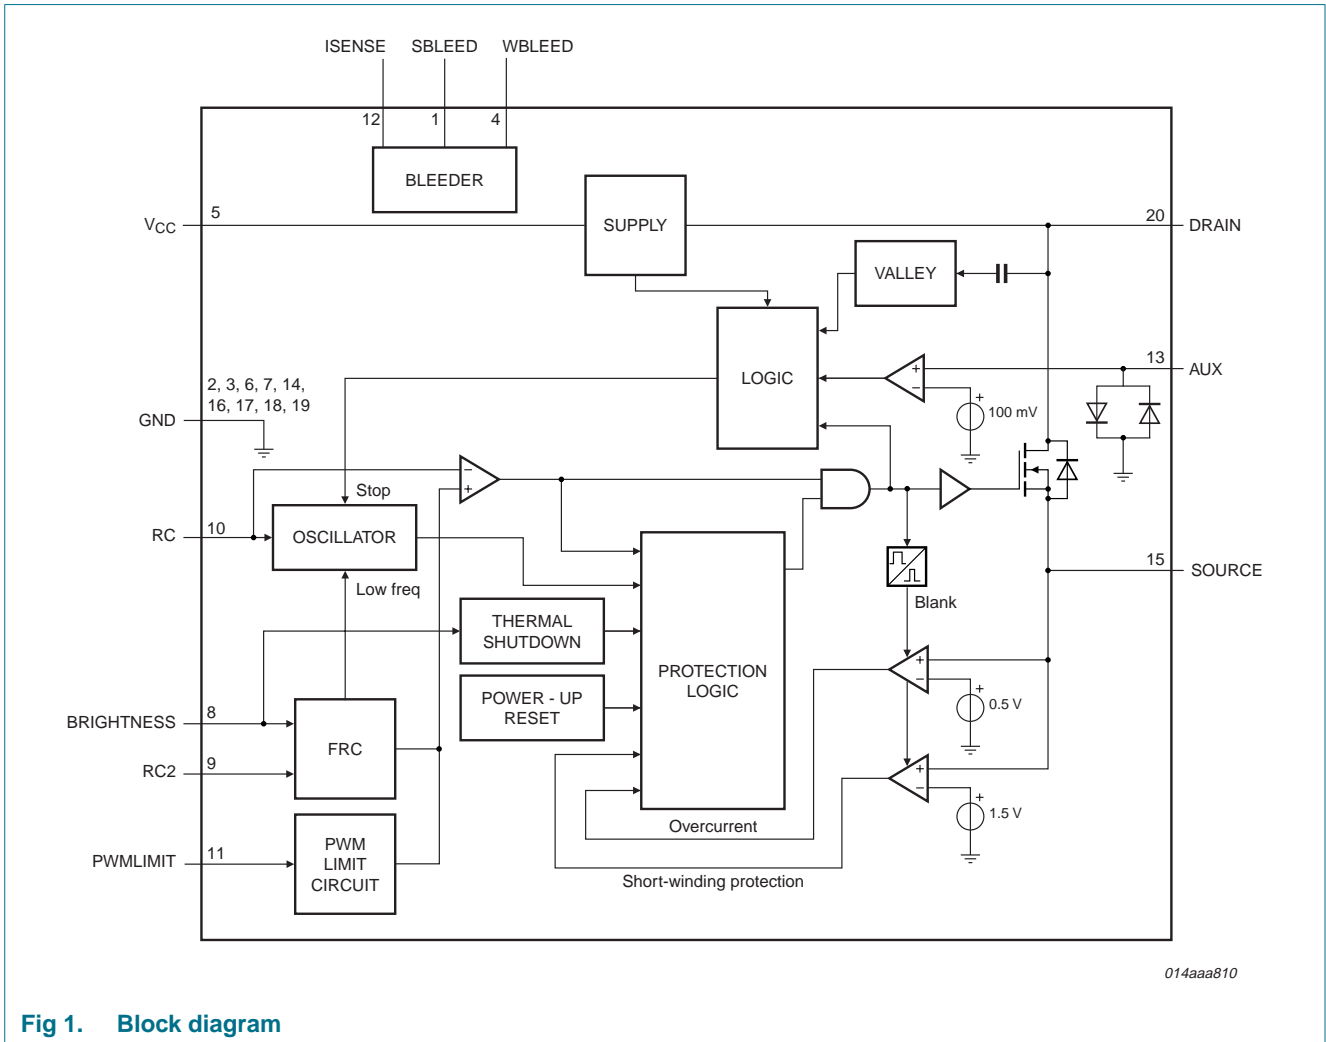 ISENSE SBLEED WBLEED
12 1 4
BLEEDER
VCC
5
SUPPLY
20
DRAIN
VALLEY
2, 3, 6, 7, 14,
16, 17, 18, 19
GND
LOGIC
+
−
+
100 mV
13
AUX
Stop
−
+
RC
10
OSCILLATOR
Low freq
15
SOURCE
Blank
THERMAL
SHUTDOWN
PROTECTION
LOGIC
POWER - UP
RESET
+
−
+
0.5 V
BRIGHTNESS
8
FRC
RC2
9
+
−
+
1.5 V
PWMLIMIT
11
PWM
LIMIT
CIRCUIT
Overcurrent
Short-winding protection
014aaa810
Fig 1. Block diagram